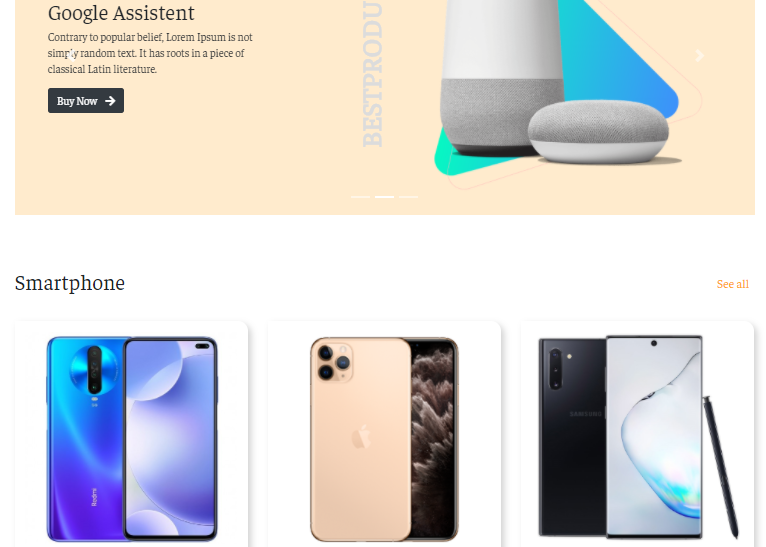 Google Assistent
Contrary to popular belief, Lorem Ipsum is not
simply random text. It has roots in a piece of
classical Latin literature.
Buy Now
BESTPRODU
Smartphone
See all
Redmi
SAMSUNG